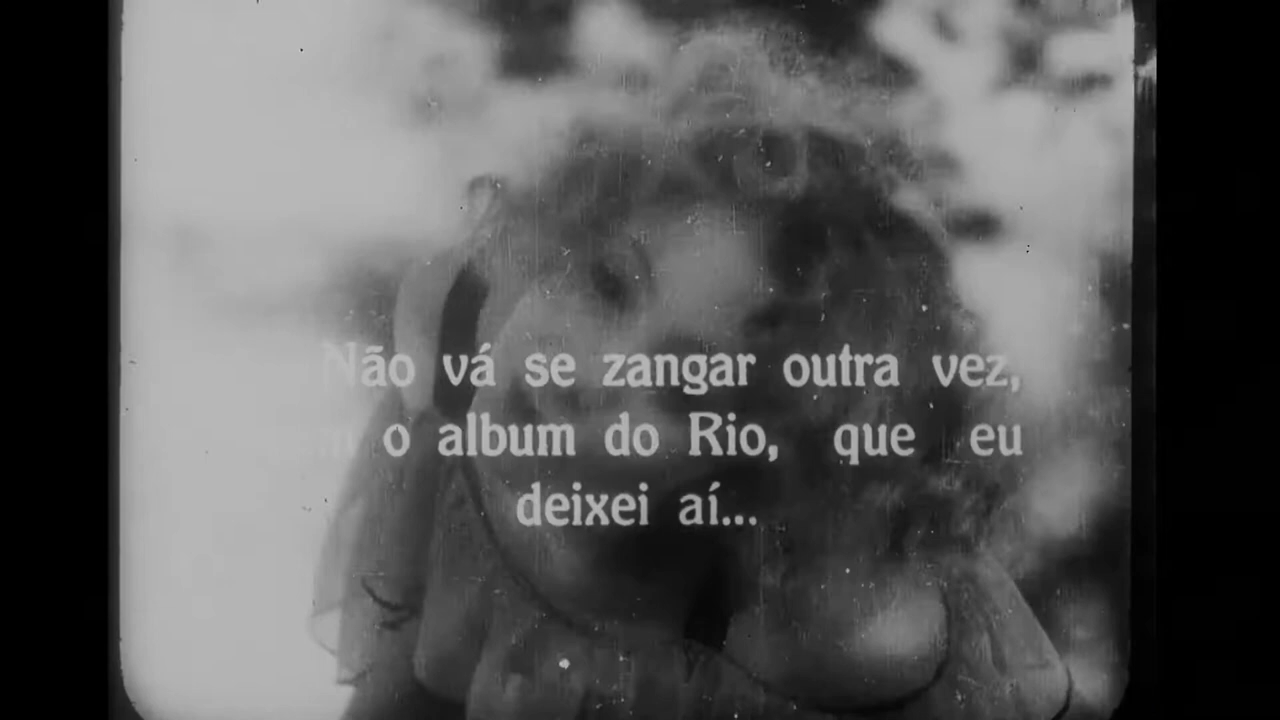 Não vá se zangar outra vez,
o album do Rio, que eu
deixei aí...